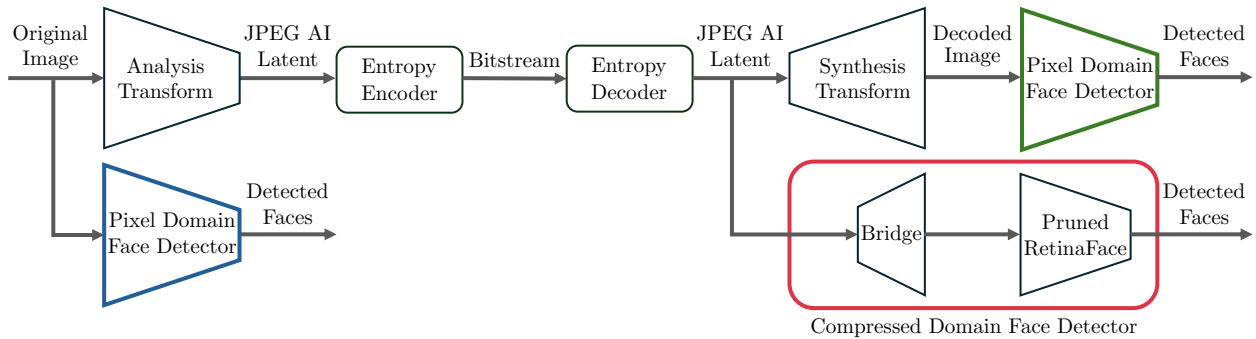 Original
Image
Analysis
Transform
JPEG AI
Latent
Entropy
Encoder
Bitstream
Entropy
Decoder
JPEG AI
Latent
Synthesis
Transform
Decoded
Image
Pixel Domain
Face Detector
Detected
Faces
Pixel Domain
Face Detector
Detected
Faces
Bridge
Pruned
RetinaFace
Detected
Faces
Compressed Domain Face Detector